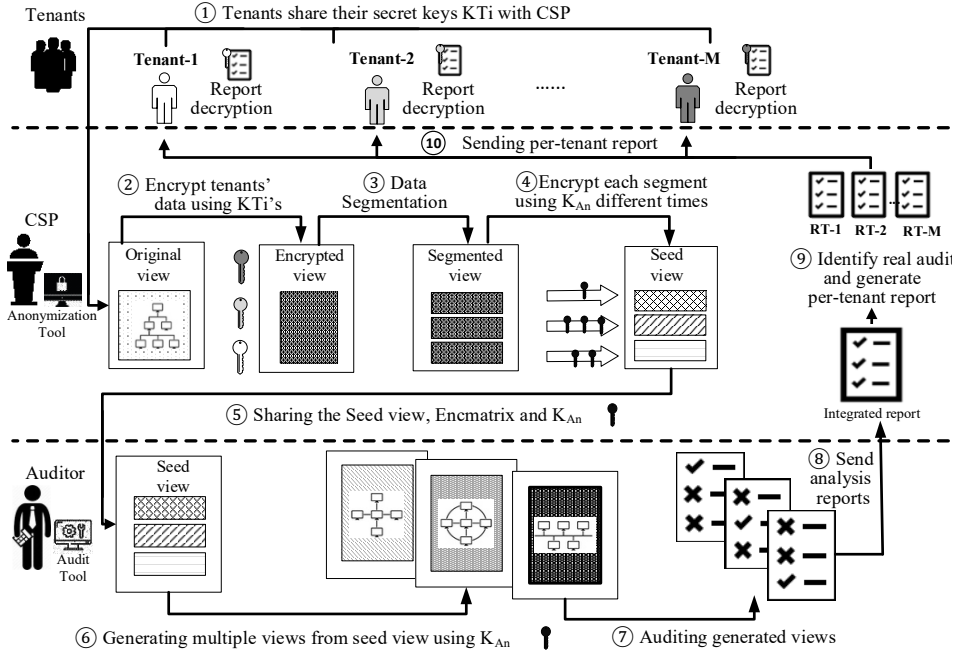 Tenants
① Tenants share their secret keys KTi with CSP
Tenant-1
Tenant-2
Tenant-M
Report
decryption
Report
decryption
......
Report
decryption
⑩ Sending per-tenant report
② Encrypt tenants'
data using KTi's
③ Data
Segmentation
④ Encrypt each segment
using K_An different times
CSP
Anonymization
Tool
Original
view
Encrypted
view
Segmented
view
Seed
view
RT-1
RT-2
...
RT-M
⑨ Identify real audit
and generate
per-tenant report
Integrated report
⑤ Sharing the Seed view, Encmatrix and K_An
Auditor
Audit
Tool
Seed
view
⑧ Send
analysis
reports
⑥ Generating multiple views from seed view using K_An
⑦ Auditing generated views